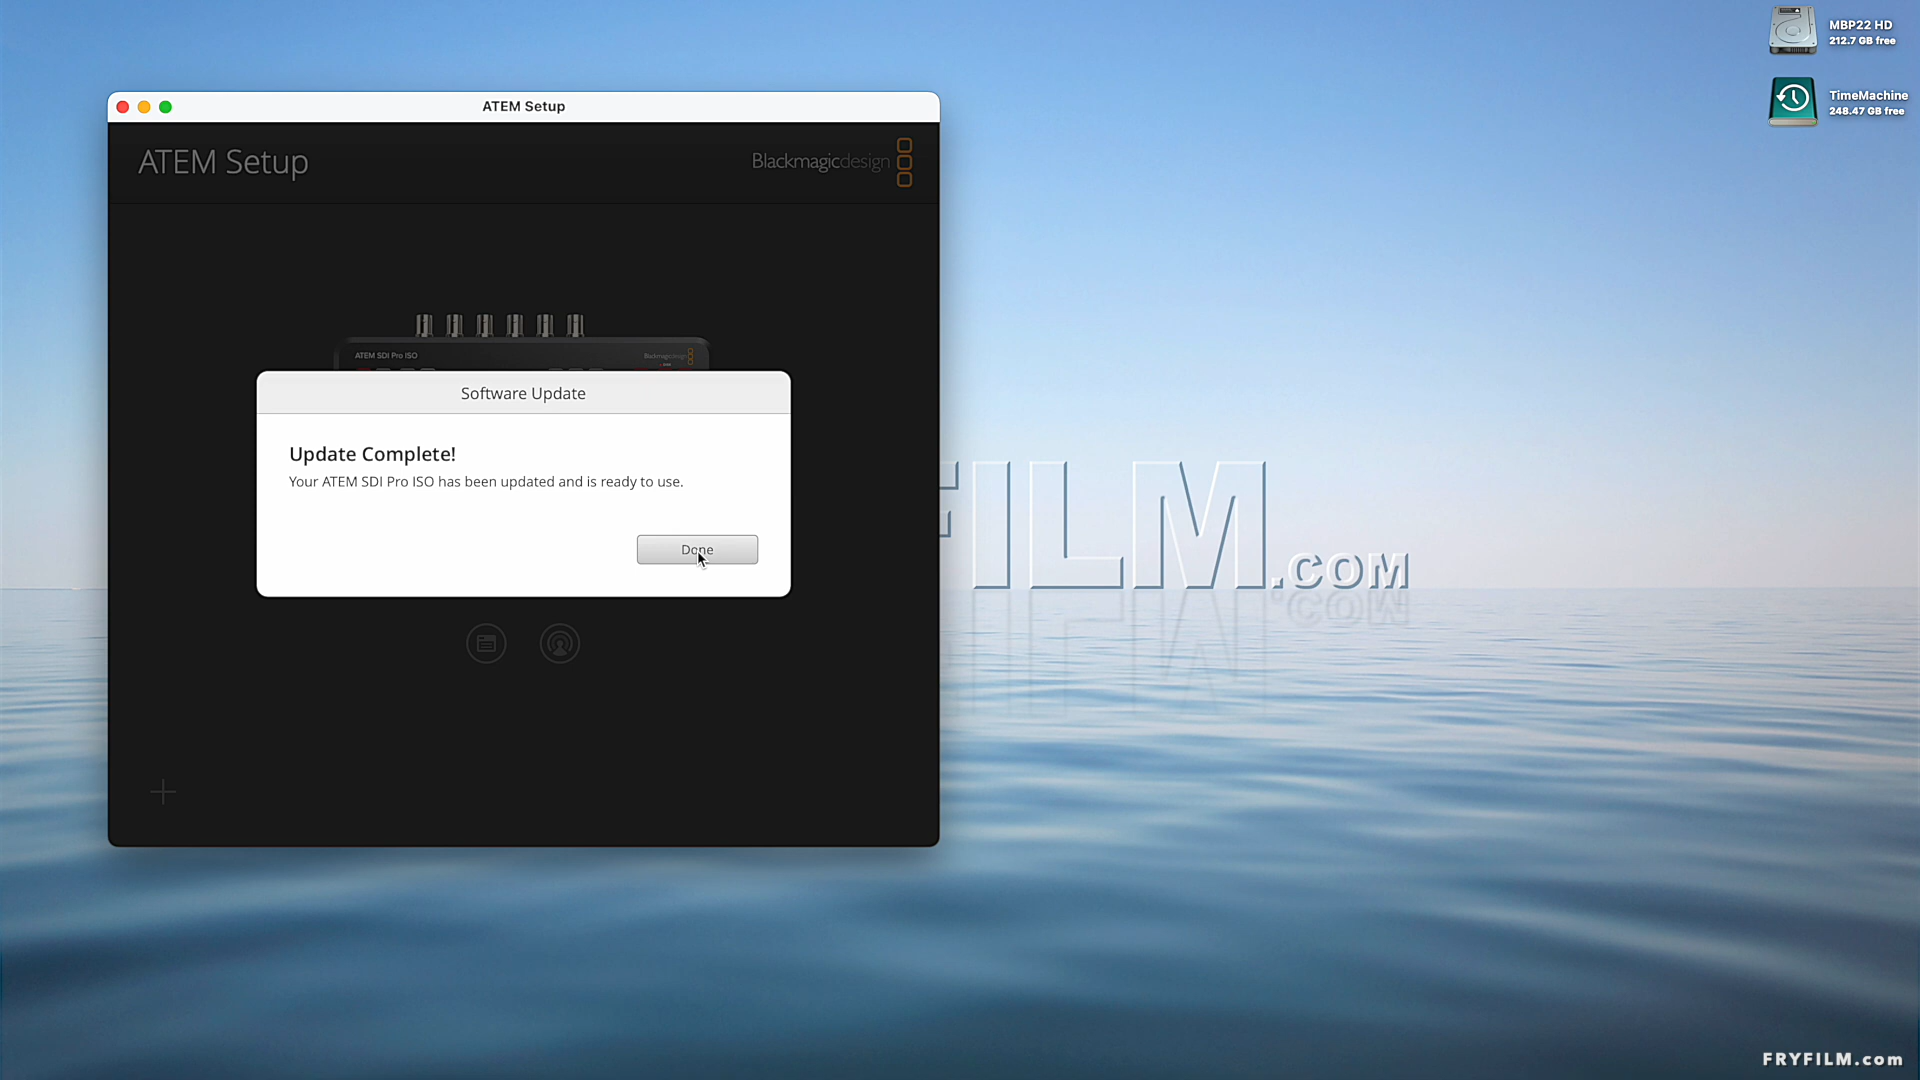 MBP22 HD
212.7 GB free
TimeMachine
248.47 GB free
ATEM Setup
ATEM Setup
Blackmagicdesign
ATEM SDI Pro ISO
Blackmagicdesign
Software Update
Update Complete!
Your ATEM SDI Pro ISO has been updated and is ready to use.
Done
FILM.COM
FRYFILM.com